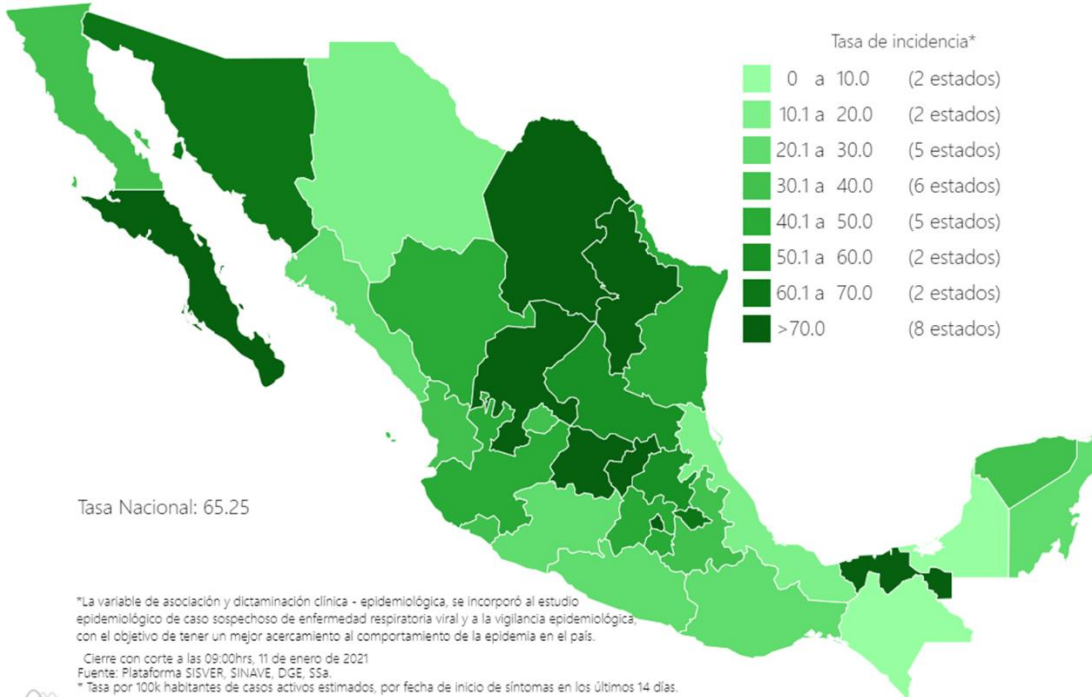 Tasa de incidencia*
0 a 10.0 (2 estados)
10.1 a 20.0 (2 estados)
20.1 a 30.0 (5 estados)
30.1 a 40.0 (6 estados)
40.1 a 50.0 (5 estados)
50.1 a 60.0 (2 estados)
60.1 a 70.0 (2 estados)
>70.0 (8 estados)
Tasa Nacional: 65.25
*La variable de asociación y dictaminación clínica - epidemiológica, se incorporó al estudio
epidemiológico de caso sospechoso de enfermedad respiratoria viral y a la vigilancia epidemiológica,
con el objetivo de tener un mejor acercamiento al comportamiento de la epidemia en el país.
Cierre con corte a las 09:00hrs, 11 de enero de 2021
Fuente: Plataforma SISVER, SINAVE, DGE, SSa.
* Tasa por 100k habitantes de casos activos estimados, por fecha de inicio de síntomas en los últimos 14 días.